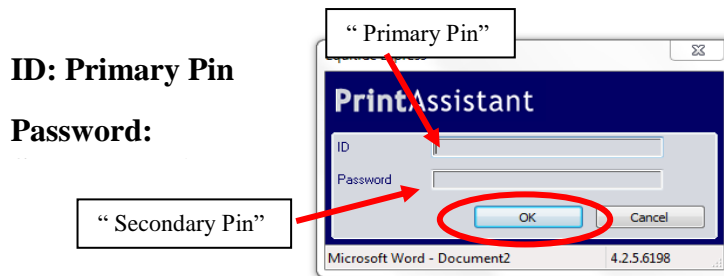 “ Primary Pin”
ID: Primary Pin
Password:
“ Secondary Pin”
PrintAssistant
ID
Password
OK
Cancel
Microsoft Word - Document2
4.2.5.6198